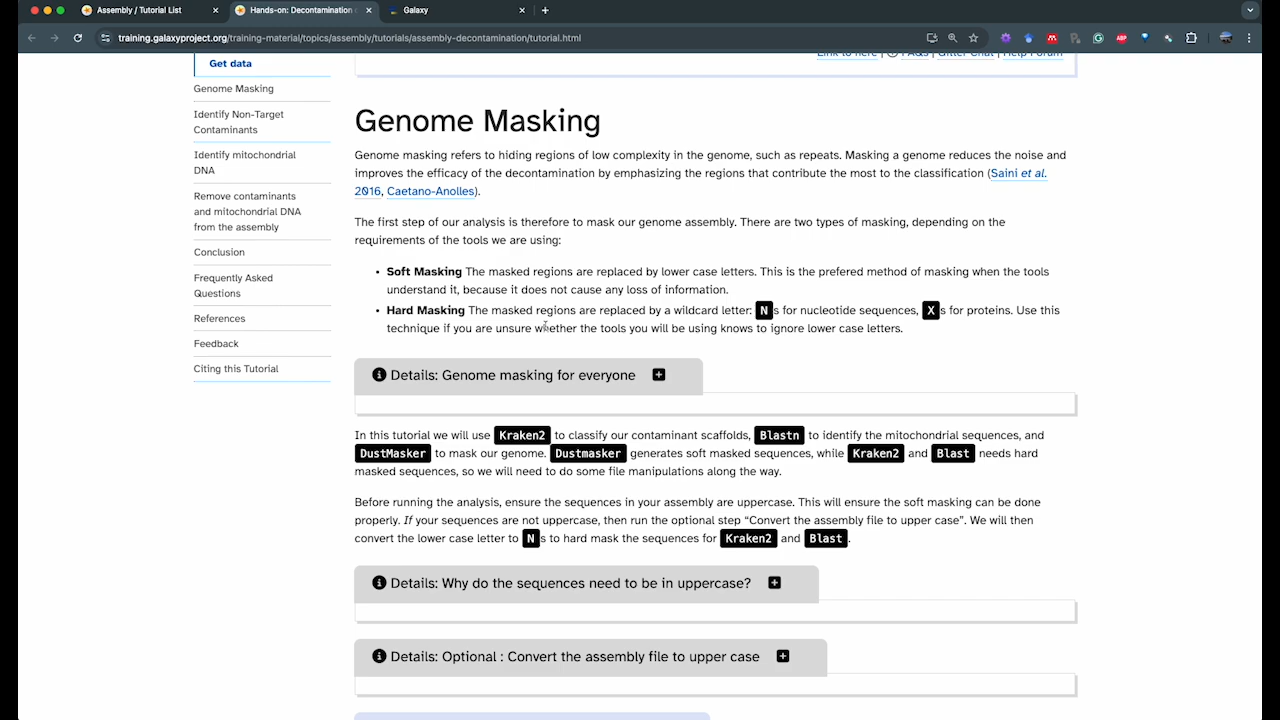 Assembly / Tutorial List
Hands-on: Decontamination
Galaxy
training.galaxyproject.org/training-material/topics/assembly/tutorials/assembly-decontamination/tutorial.html
Get data
Genome Masking
Identify Non-Target
Contaminants
Identify mitochondrial
DNA
Remove contaminants
and mitochondrial DNA
from the assembly
Conclusion
Frequently Asked
Questions
References
Feedback
Citing this Tutorial
Link to here | FAQs | Gitter Chat | Help Forum
Genome Masking
Genome masking refers to hiding regions of low complexity in the genome, such as repeats. Masking a genome reduces the noise and
improves the efficacy of the decontamination by emphasizing the regions that contribute the most to the classification (Saini et al.
2016, Caetano-Anolles).
The first step of our analysis is therefore to mask our genome assembly. There are two types of masking, depending on the
requirements of the tools we are using:
• Soft Masking The masked regions are replaced by lower case letters. This is the prefered method of masking when the tools
understand it, because it does not cause any loss of information.
• Hard Masking The masked regions are replaced by a wildcard letter: N s for nucleotide sequences, X s for proteins. Use this
technique if you are unsure whether the tools you will be using knows to ignore lower case letters.
Details: Genome masking for everyone
In this tutorial we will use Kraken2 to classify our contaminant scaffolds, Blastn to identify the mitochondrial sequences, and
DustMasker to mask our genome. Dustmasker generates soft masked sequences, while Kraken2 and Blast needs hard
masked sequences, so we will need to do some file manipulations along the way.
Before running the analysis, ensure the sequences in your assembly are uppercase. This will ensure the soft masking can be done
properly. If your sequences are not uppercase, then run the optional step “Convert the assembly file to upper case”. We will then
convert the lower case letter to N s to hard mask the sequences for Kraken2 and Blast.
Details: Why do the sequences need to be in uppercase?
Details: Optional : Convert the assembly file to upper case